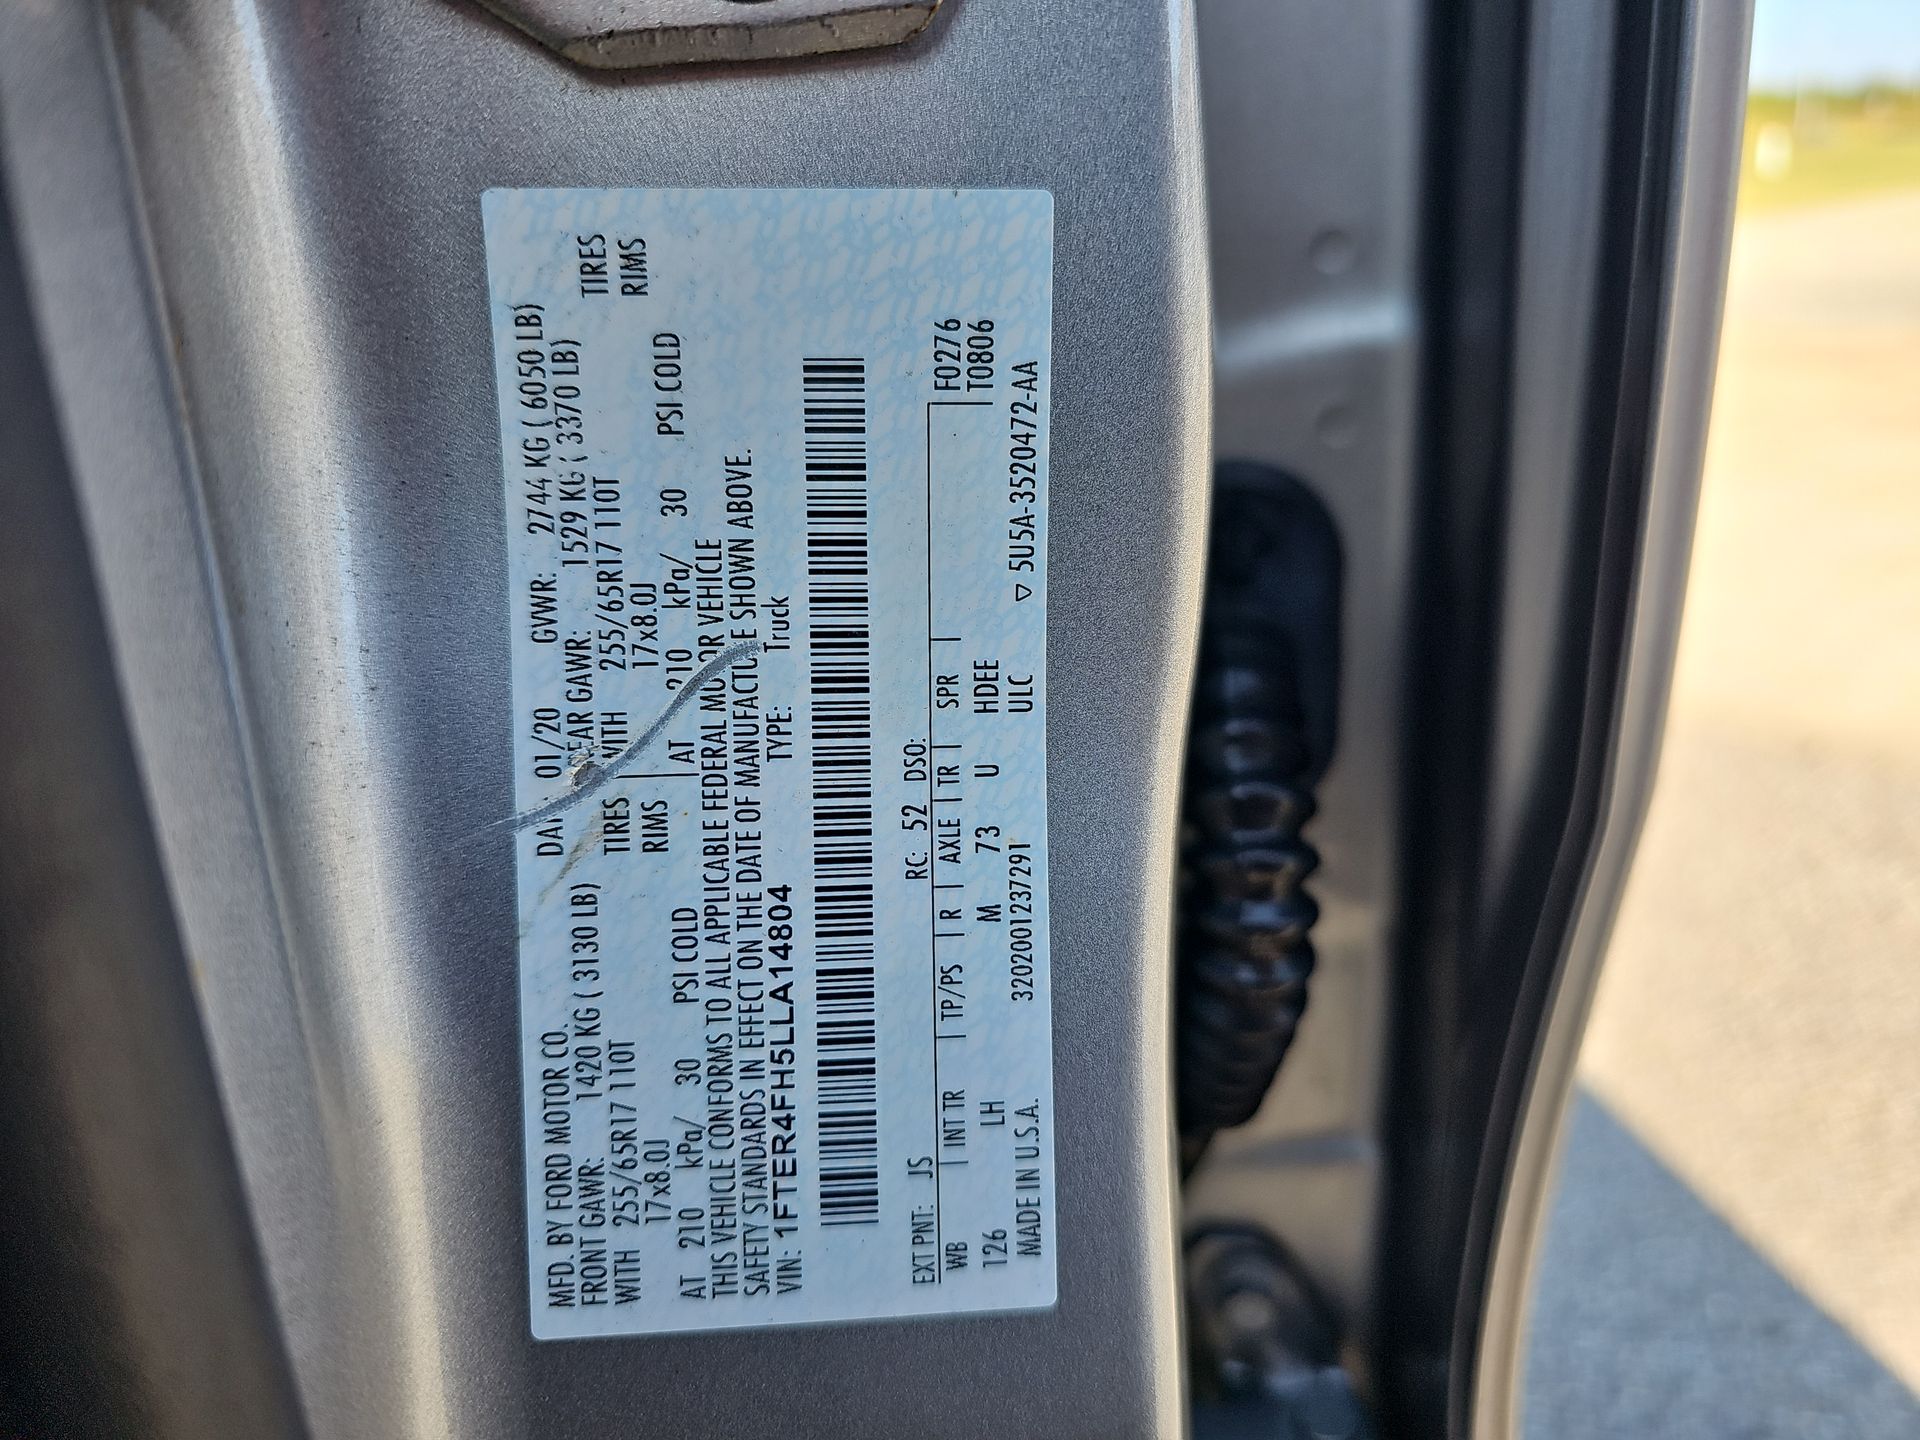 MFD. BY FORD MOTOR CO. 01/20 GVWR: 2744 KG ( 6050 LB)
FRONT GAWR: 1420 KG ( 3130 LB) REAR GAWR: 1529 KG ( 3370 LB)
WITH 255/65R17 110T TIRES WITH 255/65R17 110T TIRES
17x8.0J RIMS 17x8.0J RIMS
AT 210 kPa/ 30 PSI COLD AT 210 kPa/ 30 PSI COLD
THIS VEHICLE CONFORMS TO ALL APPLICABLE FEDERAL MOTOR VEHICLE
SAFETY STANDARDS IN EFFECT ON THE DATE OF MANUFACTURE SHOWN ABOVE.
VIN: 1FTER4FH5LLA14804 TYPE: Truck
EXT PNT: JS RC: 52 DSO: F0276
WB | INT TR | TP/PS | R | AXLE | TR | SPR | T0806
126 LH M 73 U HDEE
MADE IN U.S.A. 3202001237291 ULC ▽ 5U5A-3520472-AA